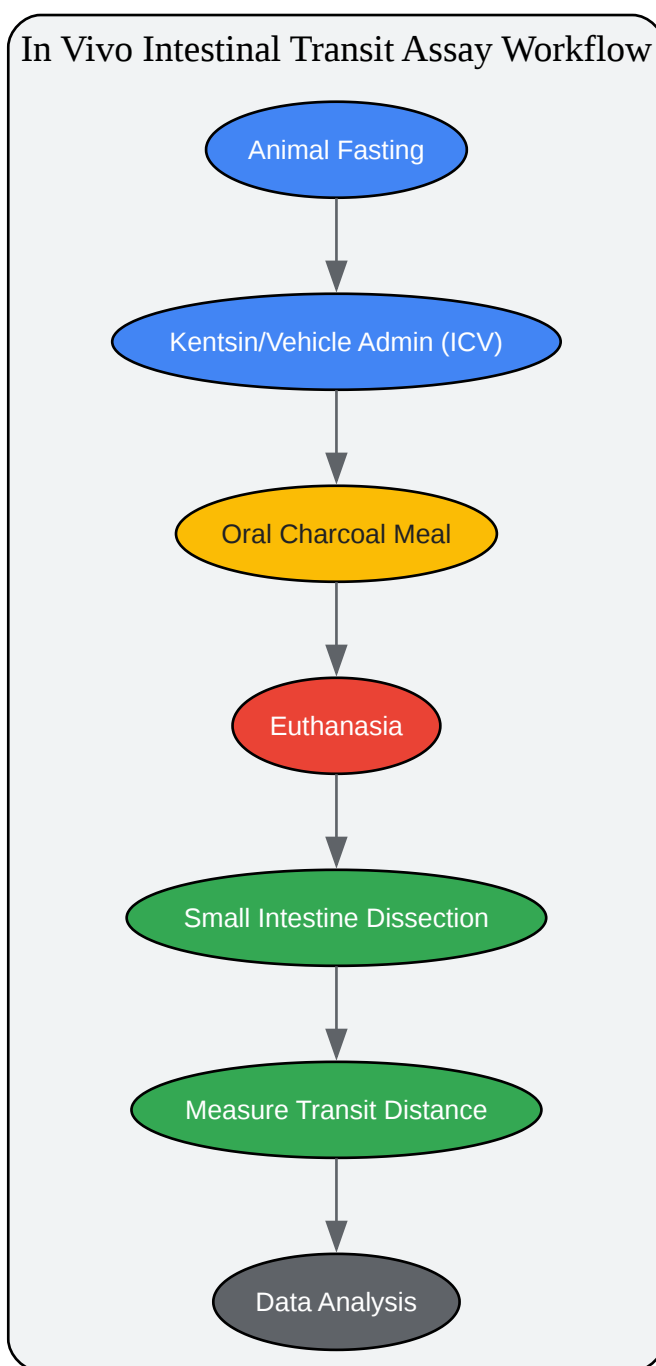 In Vivo Intestinal Transit Assay Workflow
Animal Fasting
Kentsin/Vehicle Admin (ICV)
Oral Charcoal Meal
Euthanasia
Small Intestine Dissection
Measure Transit Distance
Data Analysis